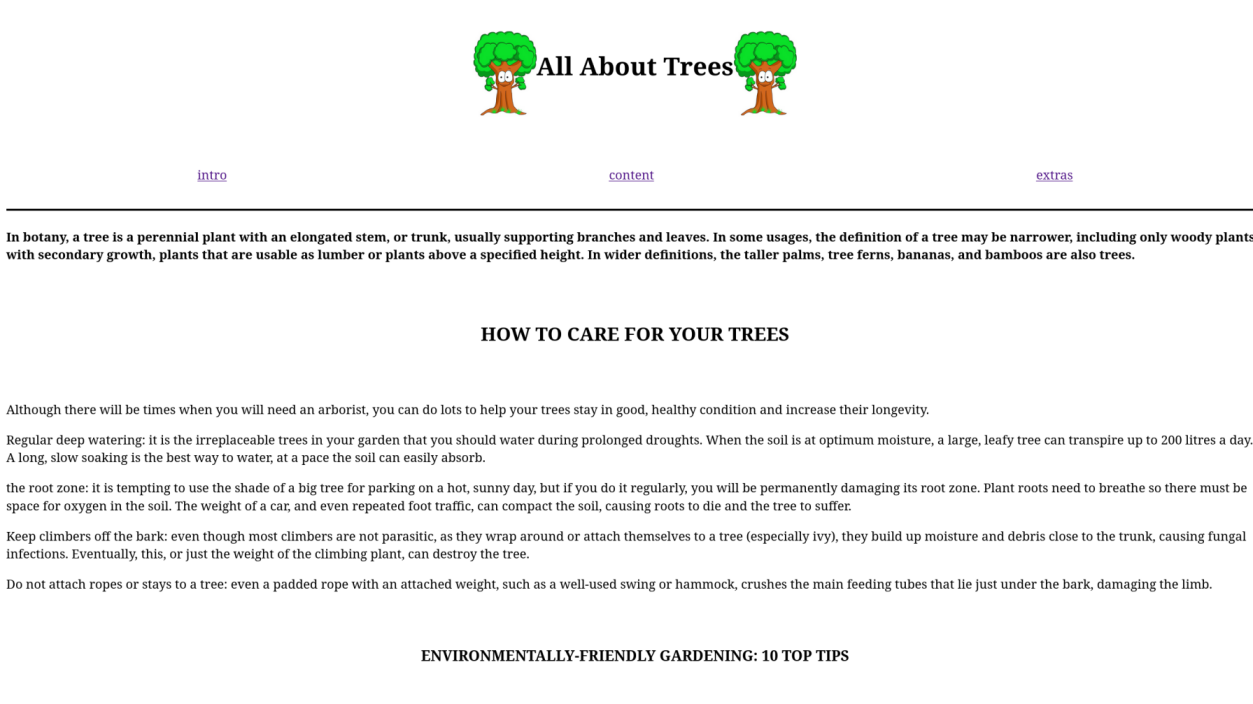 All About Trees
intro content extras
In botany, a tree is a perennial plant with an elongated stem, or trunk, usually supporting branches and leaves. In some usages, the definition of a tree may be narrower, including only woody plants
with secondary growth, plants that are usable as lumber or plants above a specified height. In wider definitions, the taller palms, tree ferns, bananas, and bamboos are also trees.
HOW TO CARE FOR YOUR TREES
Although there will be times when you will need an arborist, you can do lots to help your trees stay in good, healthy condition and increase their longevity.
Regular deep watering: it is the irreplaceable trees in your garden that you should water during prolonged droughts. When the soil is at optimum moisture, a large, leafy tree can transpire up to 200 litres a day.
A long, slow soaking is the best way to water, at a pace the soil can easily absorb.
the root zone: it is tempting to use the shade of a big tree for parking on a hot, sunny day, but if you do it regularly, you will be permanently damaging its root zone. Plant roots need to breathe so there must be
space for oxygen in the soil. The weight of a car, and even repeated foot traffic, can compact the soil, causing roots to die and the tree to suffer.
Keep climbers off the bark: even though most climbers are not parasitic, as they wrap around or attach themselves to a tree (especially ivy), they build up moisture and debris close to the trunk, causing fungal
infections. Eventually, this, or just the weight of the climbing plant, can destroy the tree.
Do not attach ropes or stays to a tree: even a padded rope with an attached weight, such as a well-used swing or hammock, crushes the main feeding tubes that lie just under the bark, damaging the limb.
ENVIRONMENTALLY-FRIENDLY GARDENING: 10 TOP TIPS